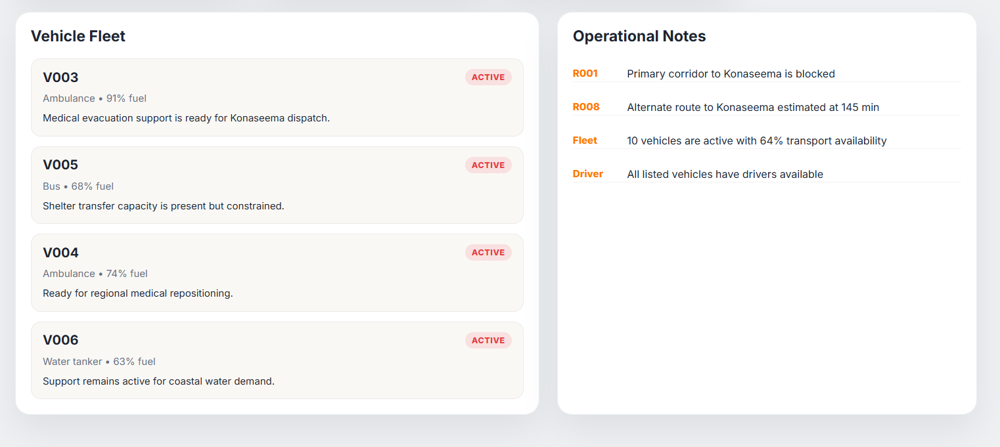 Vehicle Fleet
V003
ACTIVE
Ambulance • 91% fuel
Medical evacuation support is ready for Konaseema dispatch.
V005
ACTIVE
Bus • 68% fuel
Shelter transfer capacity is present but constrained.
V004
ACTIVE
Ambulance • 74% fuel
Ready for regional medical repositioning.
V006
ACTIVE
Water tanker • 63% fuel
Support remains active for coastal water demand.
Operational Notes
R001 Primary corridor to Konaseema is blocked
R008 Alternate route to Konaseema estimated at 145 min
Fleet 10 vehicles are active with 64% transport availability
Driver All listed vehicles have drivers available